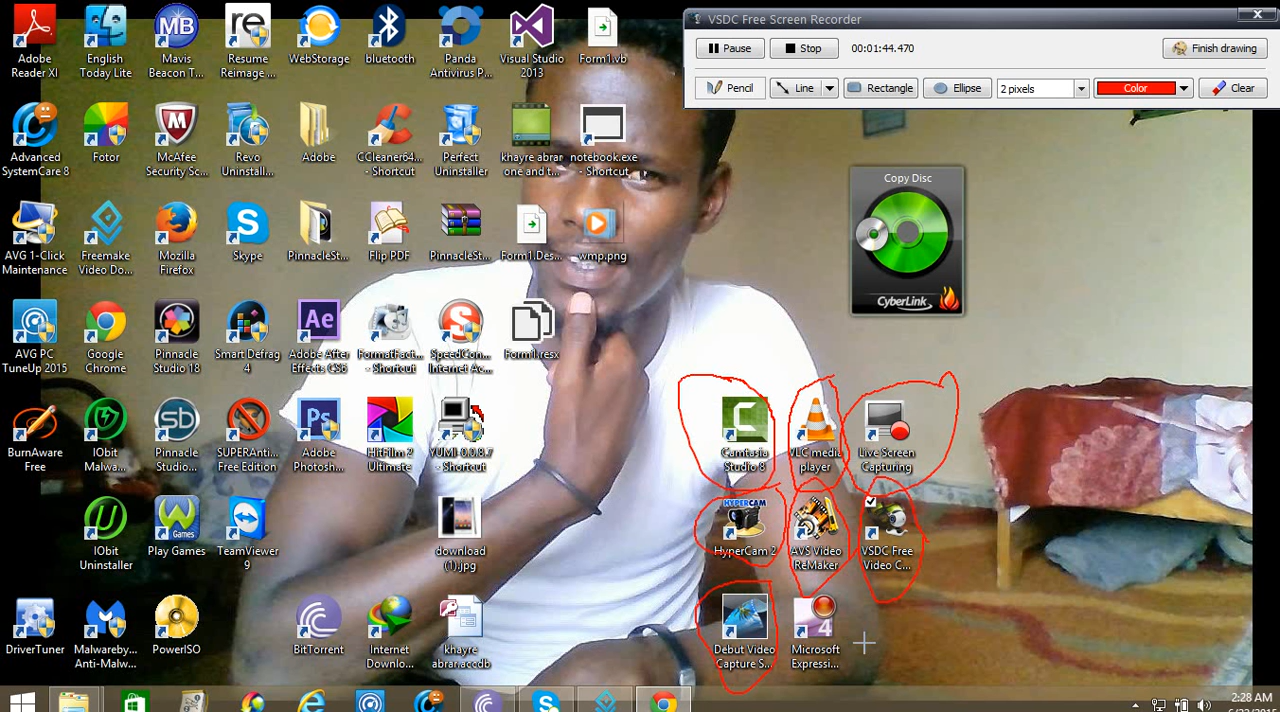 VSDC Free Screen Recorder
Pause
Stop
00:01:44.470
Finish drawing
Pencil
Line
Rectangle
Ellipse
2 pixels
Color
Clear
Adobe
Reader XI
English
Today Lite
MB
Mavis
Beacon T...
re
Resume
Reimage ...
WebStorage
bluetooth
Panda
Antivirus P...
Visual Studio
2013
Form1.vb
Advanced
SystemCare 8
Fotor
McAfee
Security Sc...
Revo
Uninstall...
Adobe
CCleaner64...
- Shortcut
Perfect
Uninstaller
khayre abran
one and t...
notebook.exe
- Shortcut
Copy Disc
CyberLink
AVG 1-Click
Maintenance
Freemake
Video Do...
Mozilla
Firefox
Skype
PinnacleSt...
Flip PDF
PinnacleSt...
Form1.Des...
wmp.png
AVG PC
TuneUp 2015
Google
Chrome
Pinnacle
Studio 18
Smart Defrag
4
Ae
Adobe After
Effects CS6
FormatFact...
- Shortcut
SpeedCon...
Internet Ac...
Form1.resx
BurnAware
Free
IObit
Malwa...
sb
Pinnacle
Studio...
SUPERAnti...
Free Edition
Ps
Adobe
Photosh...
HitFilm 2
Ultimate
YUMI-0.0.8.7
- Shortcut
Camtasia
Studio 8
VLC media
player
Live Screen
Capturing
IObit
Uninstaller
Games
Play Games
TeamViewer
9
download
(1).jpg
HYPERCAM
HyperCam 2
AVS Video
ReMaker
VSDC Free
Video C...
DriverTuner
Malwareby...
Anti-Malw...
PowerISO
BitTorrent
Internet
Downlo...
khayre
abran.accdb
Debut Video
Capture S...
4
Microsoft
Expressi...
2:28 AM